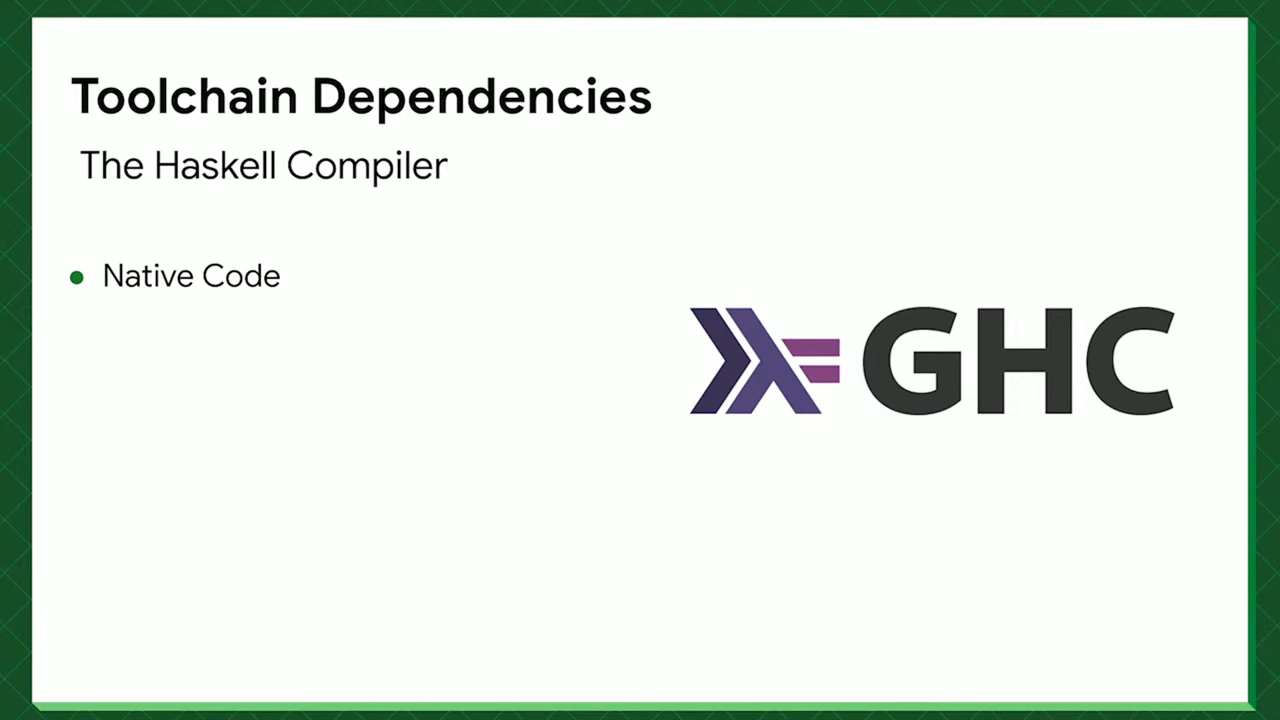 Toolchain Dependencies
The Haskell Compiler
Native Code
GHC